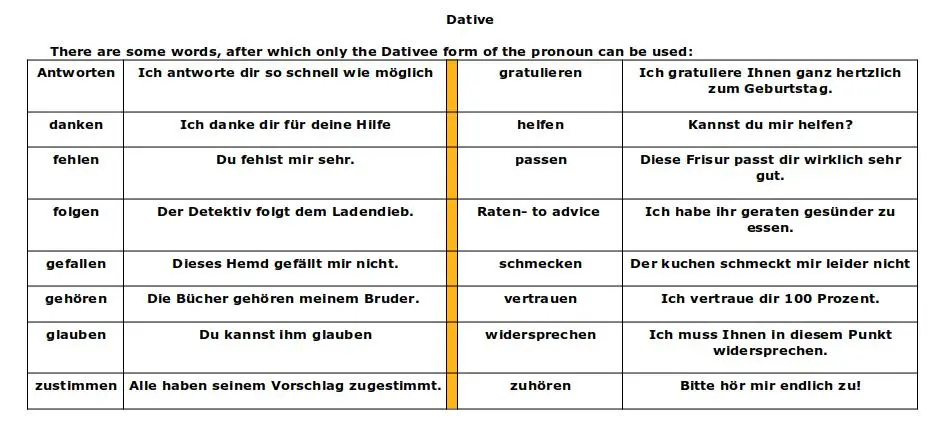 Dative
There are some words, after which only the Dativee form of the pronoun can be used:
Antworten Ich antworte dir so schnell wie möglich gratulieren Ich gratuliere Ihnen ganz hertzlich
zum Geburtstag.
danken Ich danke dir für deine Hilfe helfen Kannst du mir helfen?
fehlen Du fehlst mir sehr. passen Diese Frisur passt dir wirklich sehr
gut.
folgen Der Detektiv folgt dem Ladendieb. Raten– to advice Ich habe ihr geraten gesünder zu
essen.
gefallen Dieses Hemd gefällt mir nicht. schmecken Der kuchen schmeckt mir leider nicht
gehören Die Bücher gehören meinem Bruder. vertrauen Ich vertraue dir 100 Prozent.
glauben Du kannst ihm glauben widersprechen Ich muss Ihnen in diesem Punkt
widersprechen.
zustimmen Alle haben seinem Vorschlag zugestimmt. zuhören Bitte hör mir endlich zu!